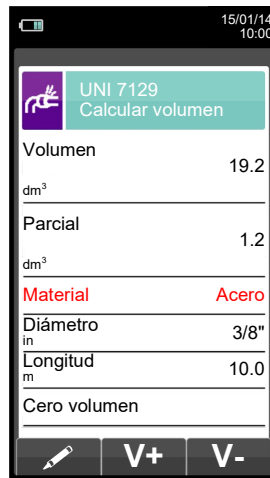 15/01/14
10:00
UNI 7129
Calcular volumen
Volumen
19.2
dm³
Parcial
1.2
dm³
Material Acero
Diámetro 3/8"
in
Longitud 10.0
m
Cero volumen
V+ V-